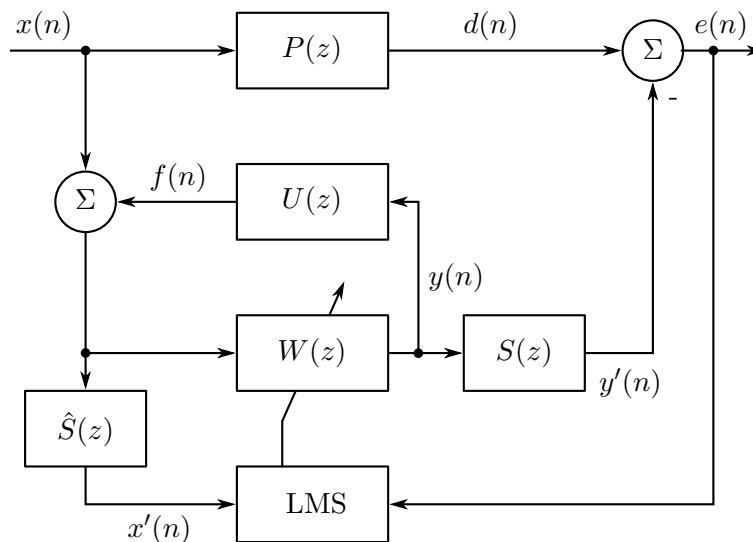 x(n)
P(z)
d(n)
Σ
e(n)
-
Σ
f(n)
U(z)
y(n)
W(z)
S(z)
y′(n)
Ŝ(z)
x′(n)
LMS